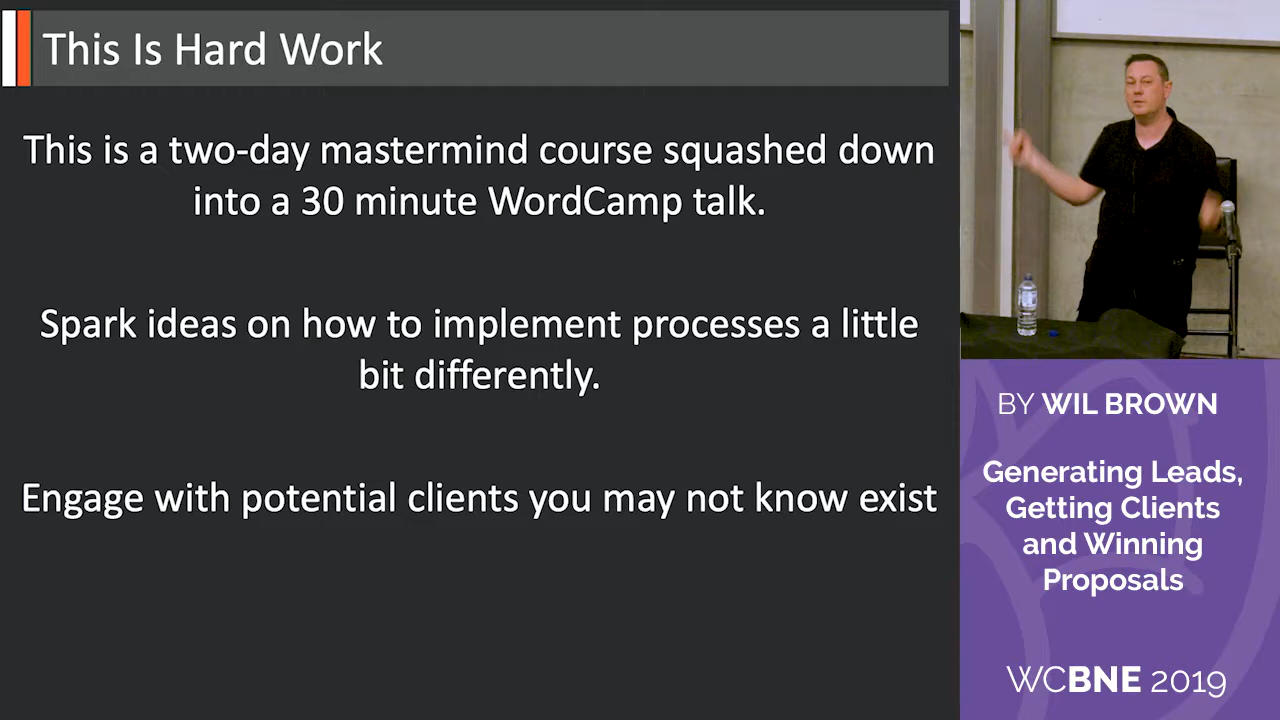 This Is Hard Work
This is a two-day mastermind course squashed down
into a 30 minute WordCamp talk.
Spark ideas on how to implement processes a little
bit differently.
Engage with potential clients you may not know exist
BY WIL BROWN
Generating Leads,
Getting Clients
and Winning
Proposals
WCBNE 2019